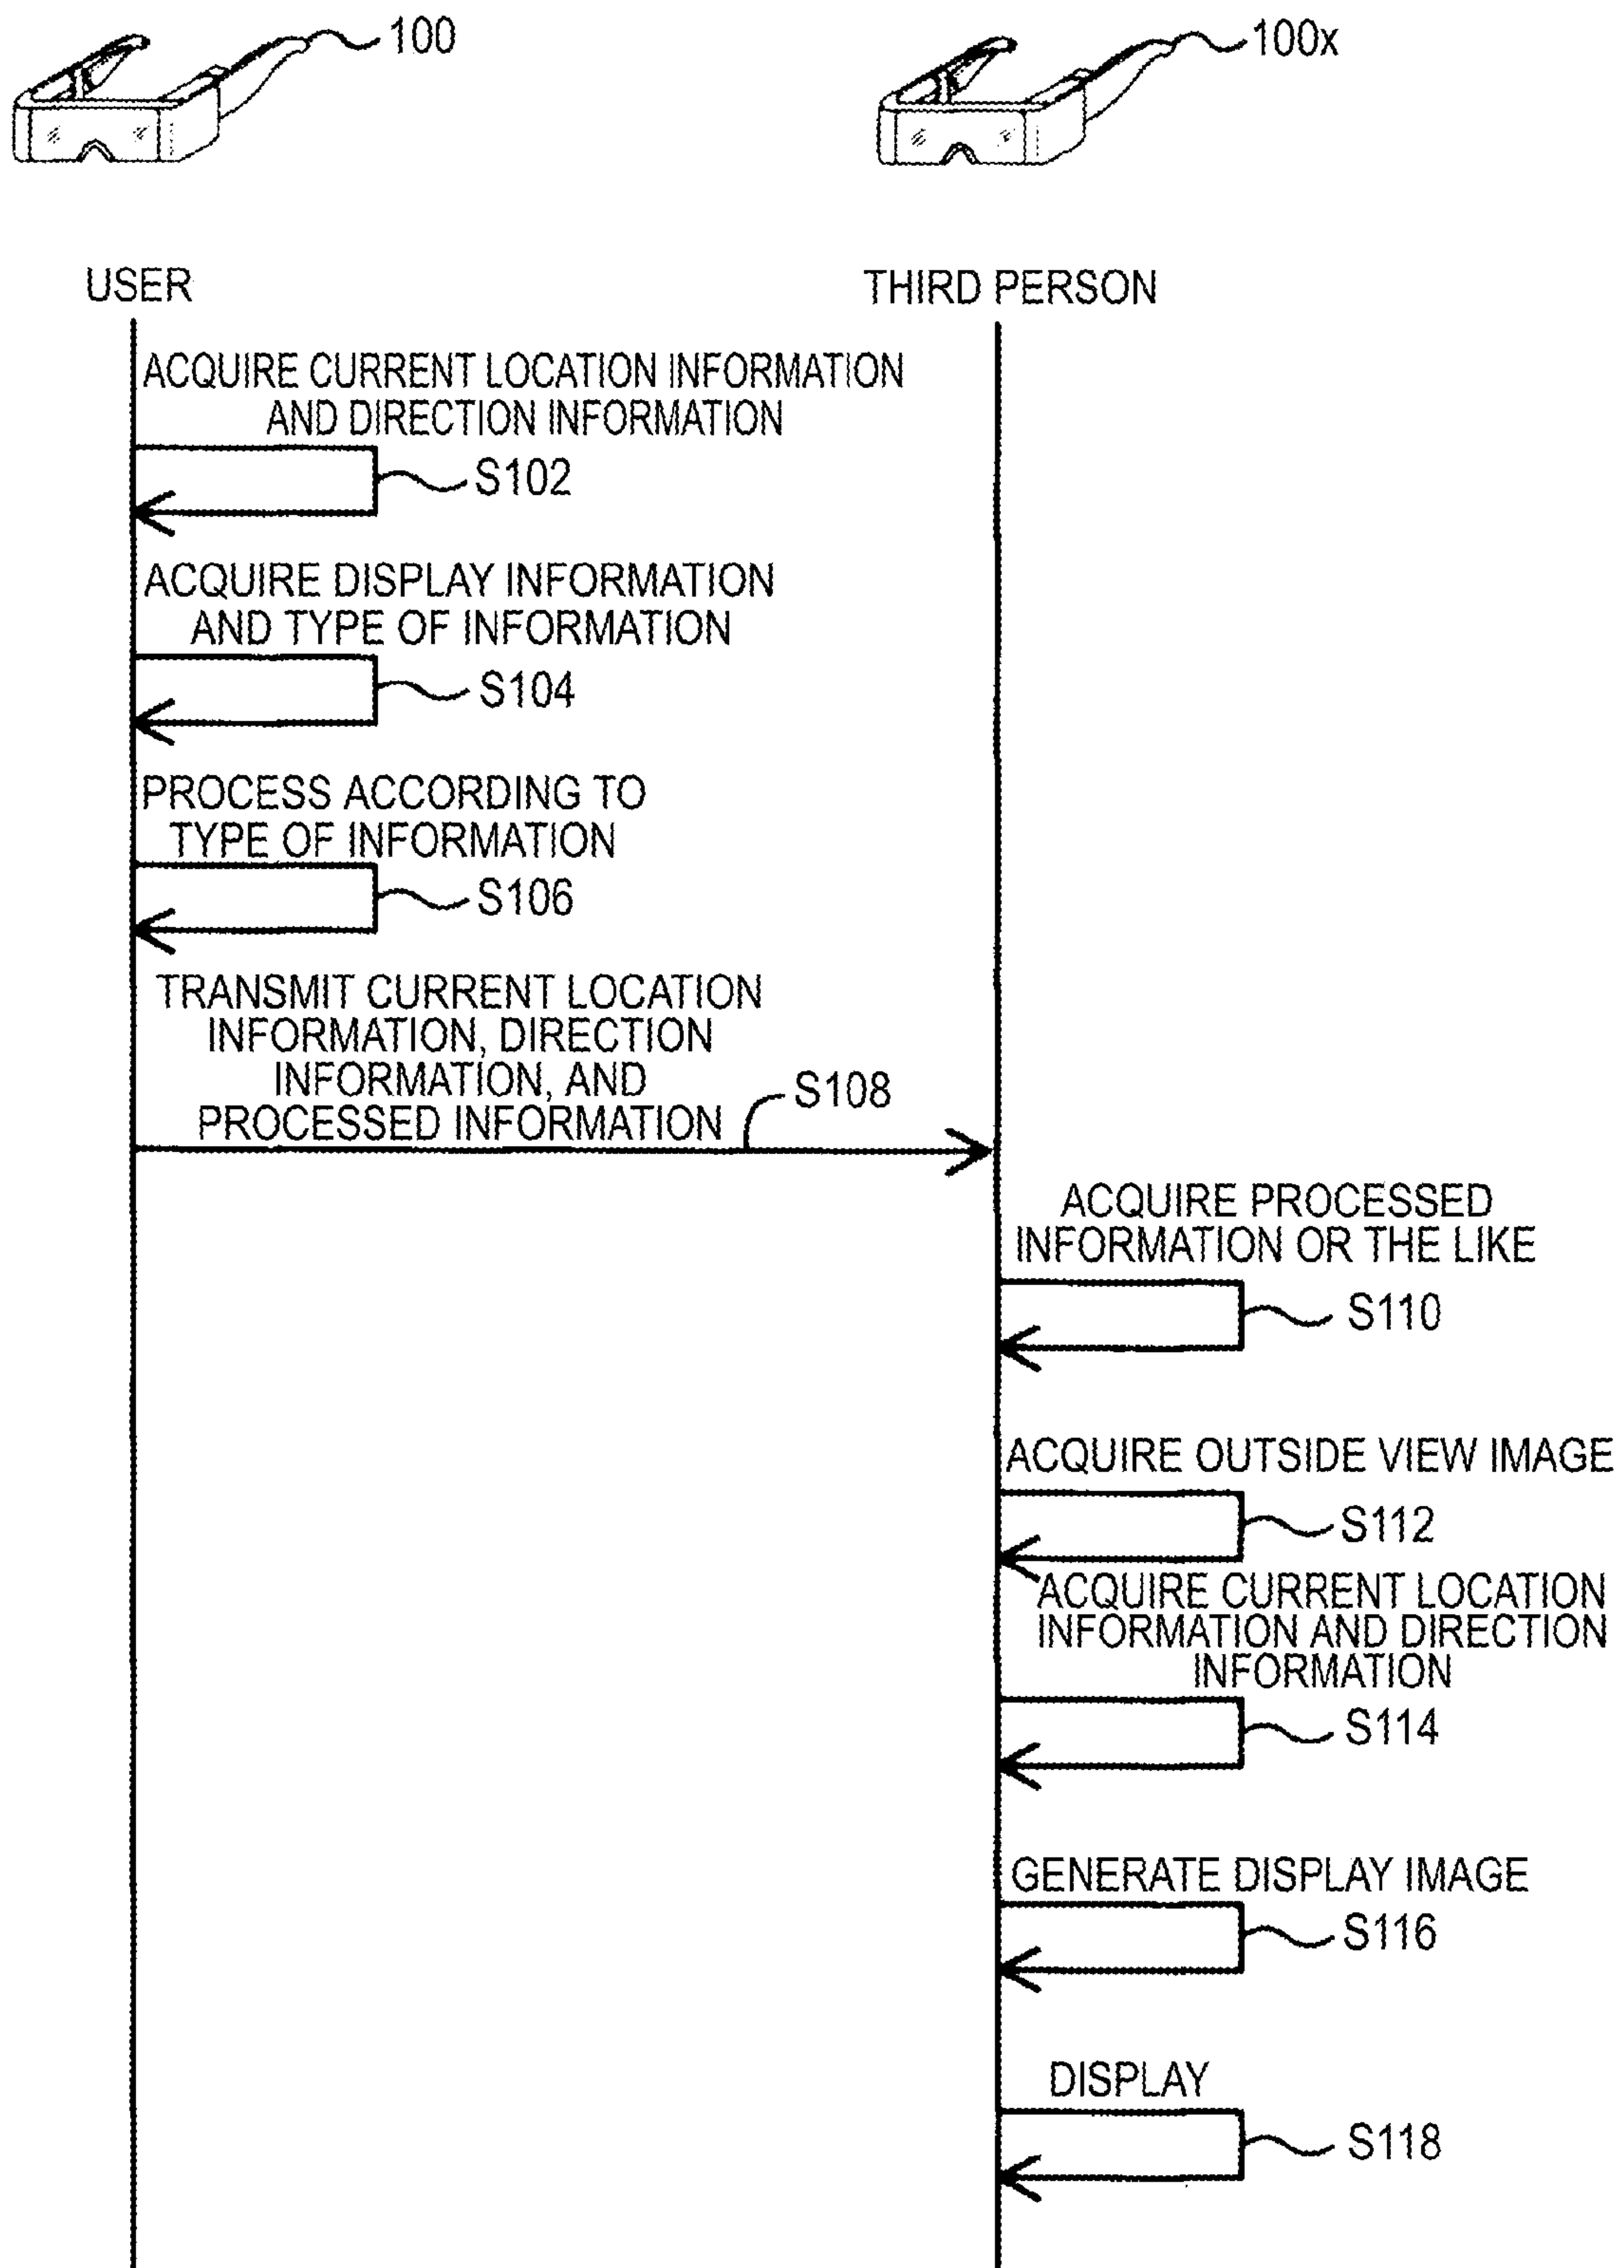 100
100x
USER
THIRD PERSON
ACQUIRE CURRENT LOCATION INFORMATION
AND DIRECTION INFORMATION
S102
ACQUIRE DISPLAY INFORMATION
AND TYPE OF INFORMATION
S104
PROCESS ACCORDING TO
TYPE OF INFORMATION
S106
TRANSMIT CURRENT LOCATION
INFORMATION, DIRECTION
INFORMATION, AND
PROCESSED INFORMATION
S108
ACQUIRE PROCESSED
INFORMATION OR THE LIKE
S110
ACQUIRE OUTSIDE VIEW IMAGE
S112
ACQUIRE CURRENT LOCATION
INFORMATION AND DIRECTION
INFORMATION
S114
GENERATE DISPLAY IMAGE
S116
DISPLAY
S118